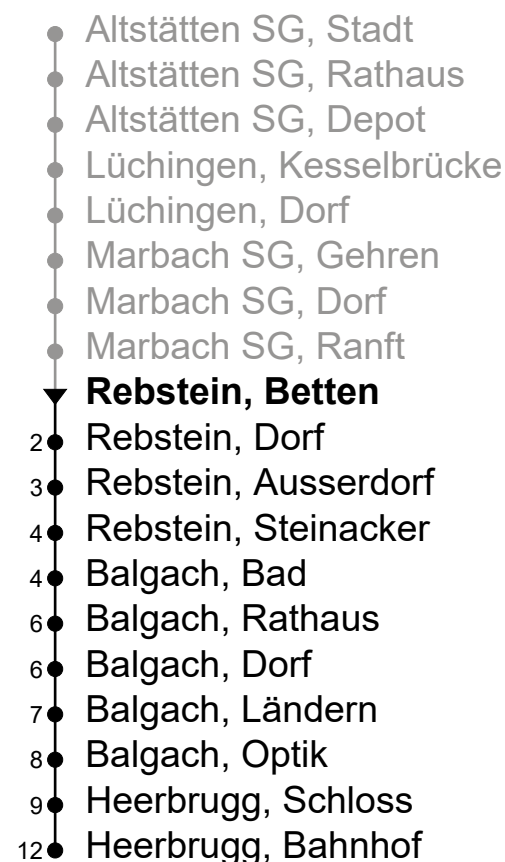 Altstätten SG, Stadt
Altstätten SG, Rathaus
Altstätten SG, Depot
Lüchingen, Kesselbrücke
Lüchingen, Dorf
Marbach SG, Gehren
Marbach SG, Dorf
Marbach SG, Ranft
Rebstein, Betten
2 Rebstein, Dorf
3 Rebstein, Ausserdorf
4 Rebstein, Steinacker
4 Balgach, Bad
6 Balgach, Rathaus
6 Balgach, Dorf
7 Balgach, Ländern
8 Balgach, Optik
9 Heerbrugg, Schloss
12 Heerbrugg, Bahnhof